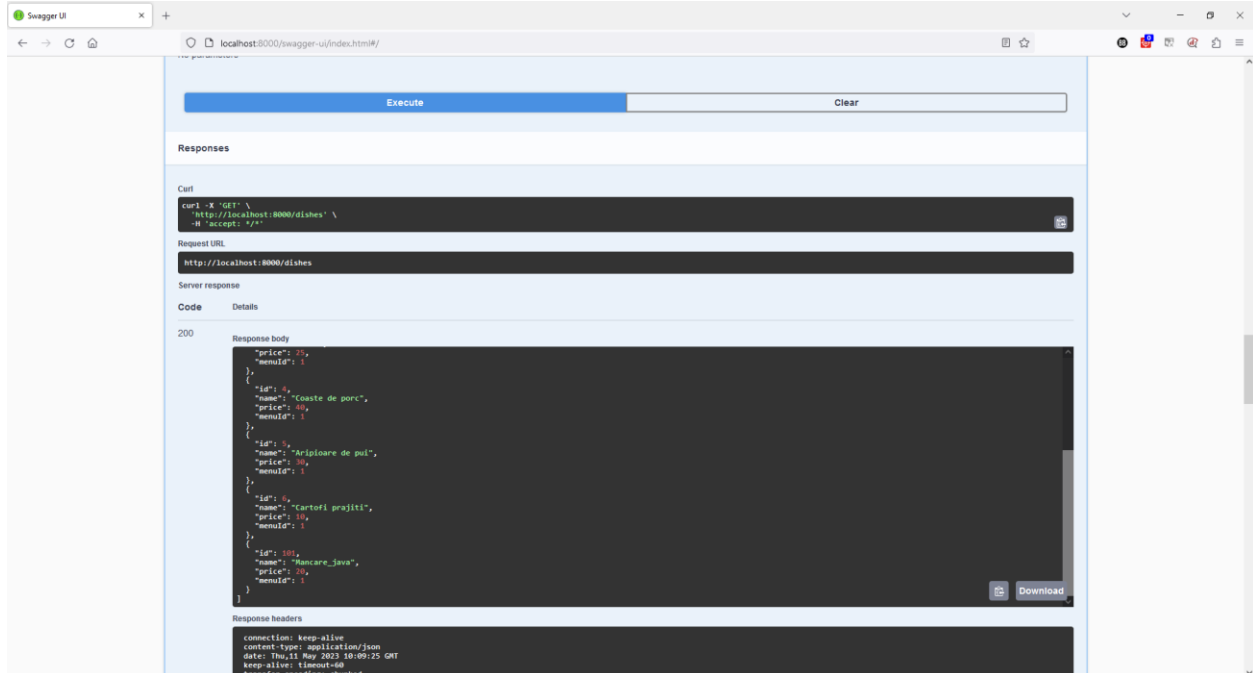 Swagger UI
localhost:8000/swagger-ui/index.html#/
No parameters
Execute
Clear
Responses
Curl
curl -X 'GET' \
'http://localhost:8000/dishes' \
-H 'accept: */*'
Request URL
http://localhost:8000/dishes
Server response
Code Details
200
Response body
"price": 25,
"menuId": 1
},
{
"id": 4,
"name": "Coaste de porc",
"price": 40,
"menuId": 1
},
{
"id": 5,
"name": "Aripioare de pui",
"price": 30,
"menuId": 1
},
{
"id": 6,
"name": "Cartofi prajiti",
"price": 10,
"menuId": 1
},
{
"id": 101,
"name": "Mancare_java",
"price": 20,
"menuId": 1
}
]
Download
Response headers
connection: keep-alive
content-type: application/json
date: Thu,11 May 2023 10:09:25 GMT
keep-alive: timeout=60